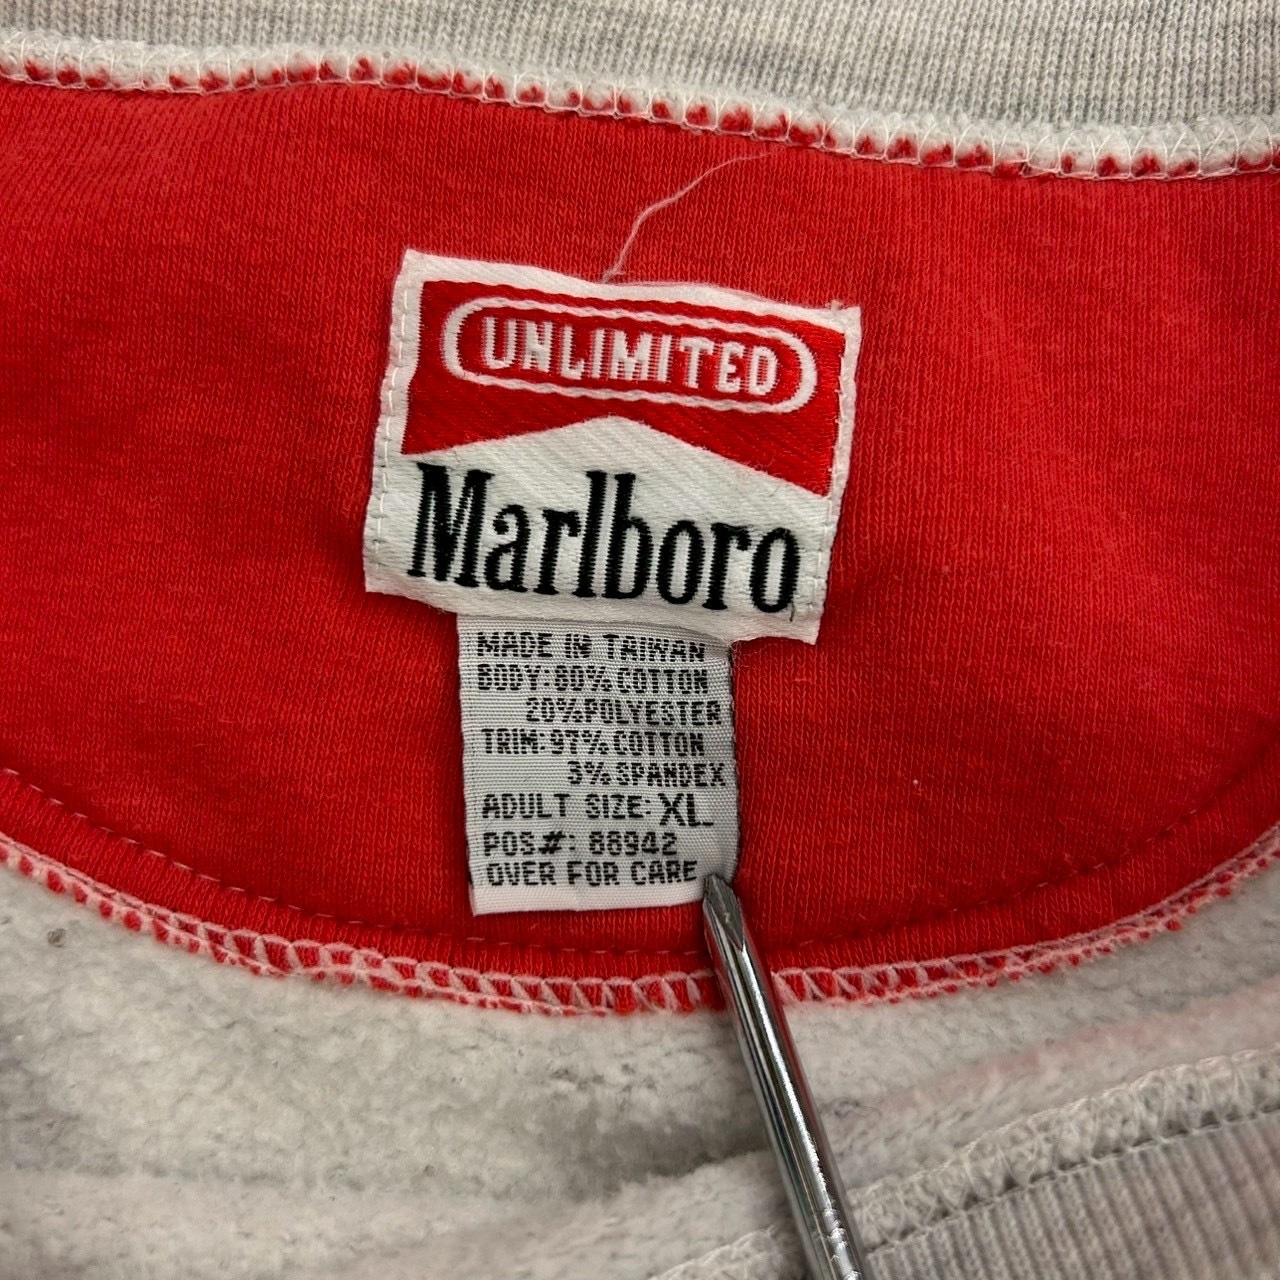 UNLIMITED
Marlboro
MADE IN TAIWAN
BODY: 80% COTTON
20%POLYESTER
TRIM: 97% COTTON
3% SPANDEX
ADULT SIZE: XL
POS#: 88942
OVER FOR CARE